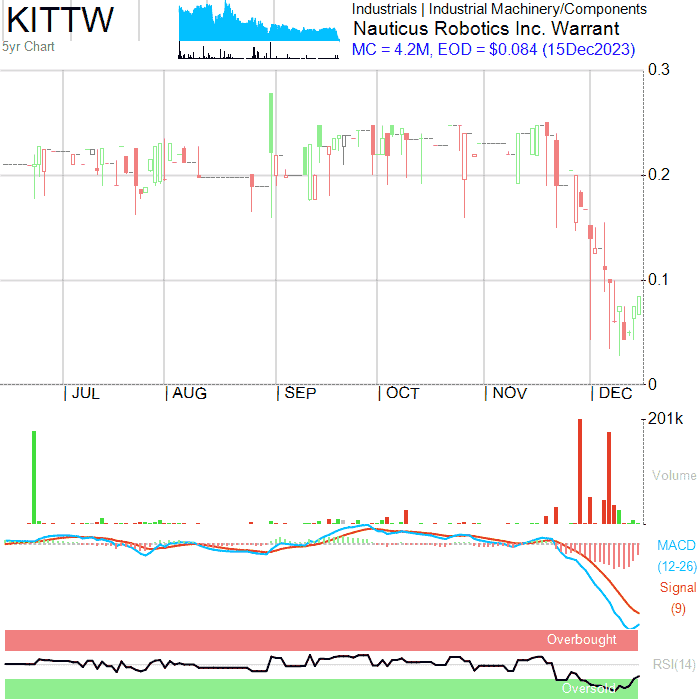 KITTW
5yr Chart
Industrials | Industrial Machinery/Components
Nauticus Robotics Inc. Warrant
MC = 4.2M, EOD = $0.084 (15Dec2023)
0.3
0.2
0.1
0
| JUL | AUG | SEP | OCT | NOV | DEC
201k
Volume
MACD
(12-26)
Signal
(9)
Overbought
RSI(14)
Oversold